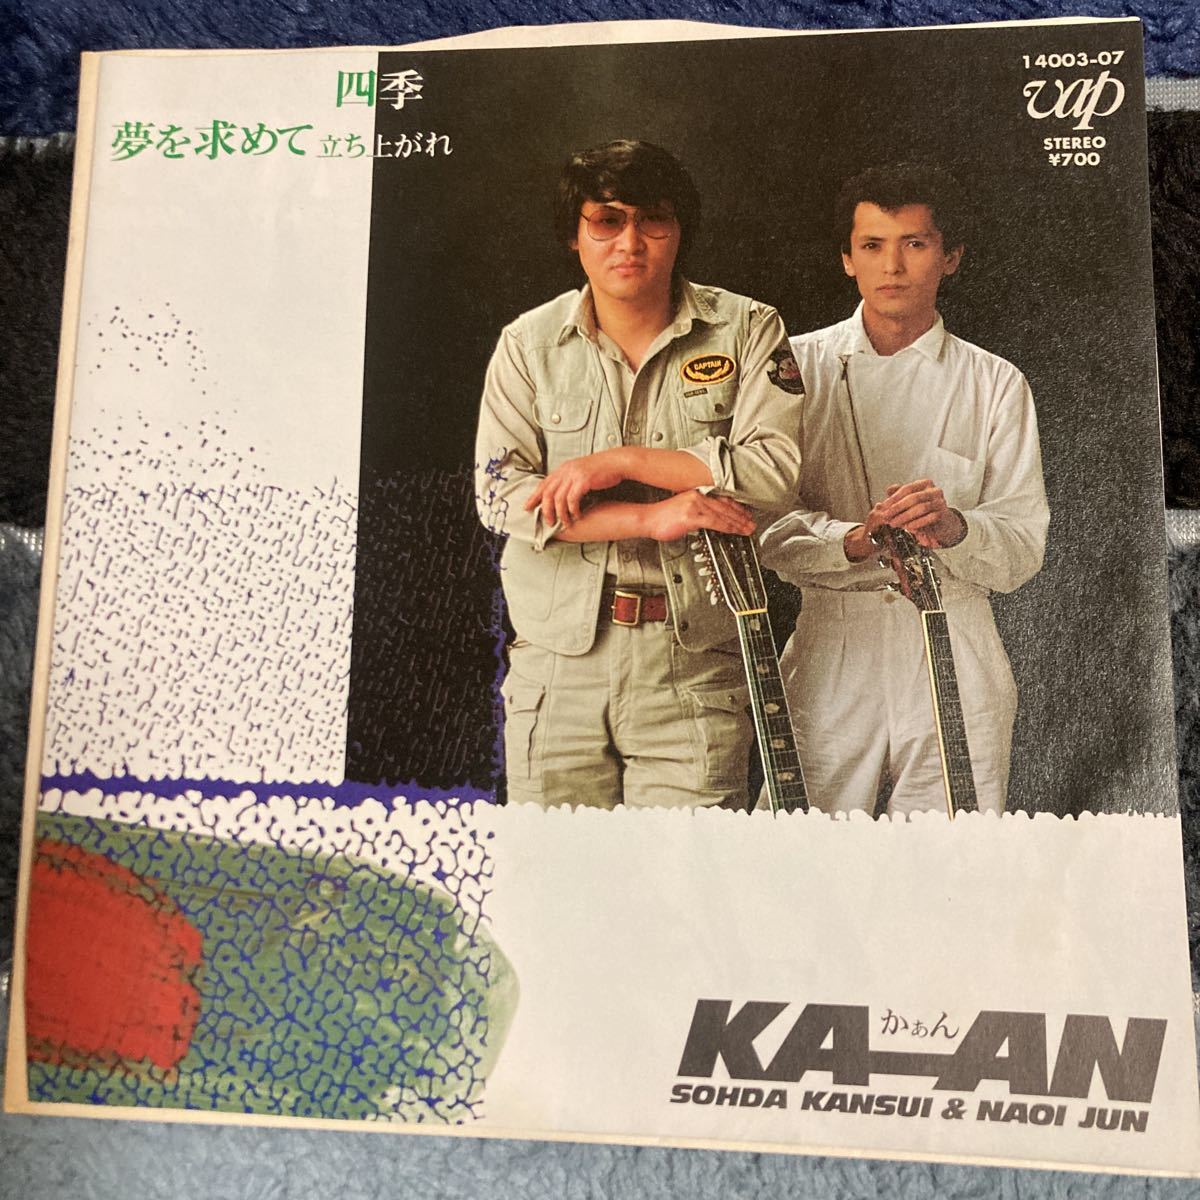 四季
夢を求めて立ち上がれ
14003-07
vap
STEREO
¥700
CAPTAIN
KA-AN
かぁん
SOHDA KANSUI & NAOI JUN